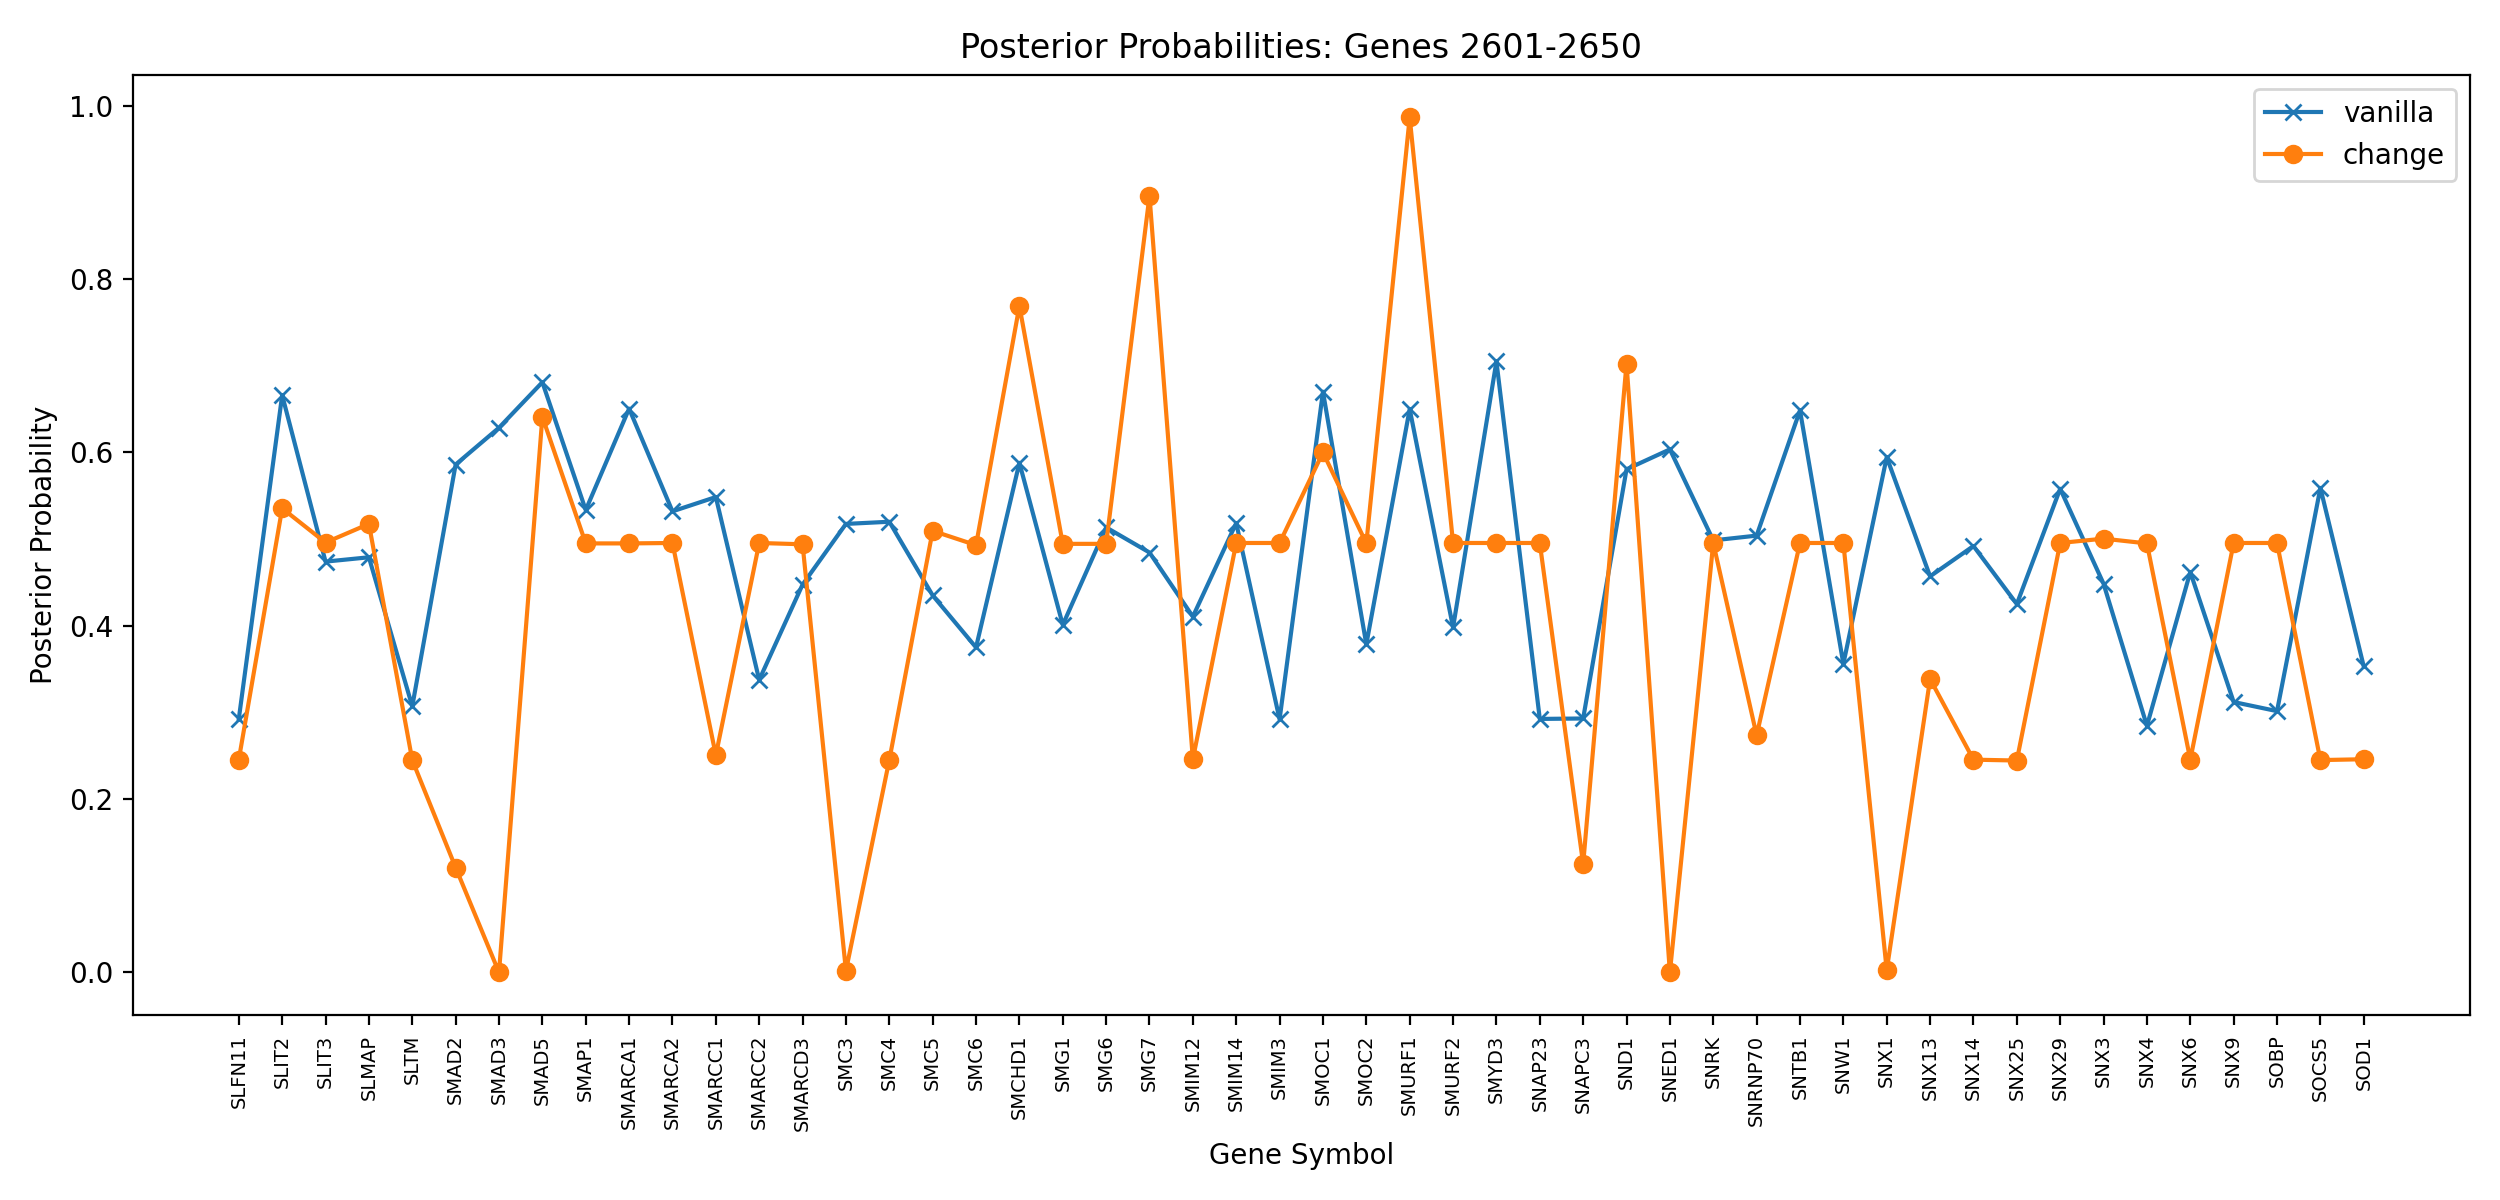 Posterior Probabilities: Genes 2601-2650
vanilla
change
Posterior Probability
1.0
0.8
0.6
0.4
0.2
0.0
SLFN11
SLIT2
SLIT3
SLMAP
SLTM
SMAD2
SMAD3
SMAD5
SMAP1
SMARCA1
SMARCA2
SMARCC1
SMARCC2
SMARCD3
SMC3
SMC4
SMC5
SMC6
SMCHD1
SMG1
SMG6
SMG7
SMIM12
SMIM14
SMIM3
SMOC1
SMOC2
SMURF1
SMURF2
SMYD3
SNAP23
SNAPC3
SND1
SNED1
SNRK
SNRNP70
SNTB1
SNW1
SNX1
SNX13
SNX14
SNX25
SNX29
SNX3
SNX4
SNX6
SNX9
SOBP
SOCS5
SOD1
Gene Symbol